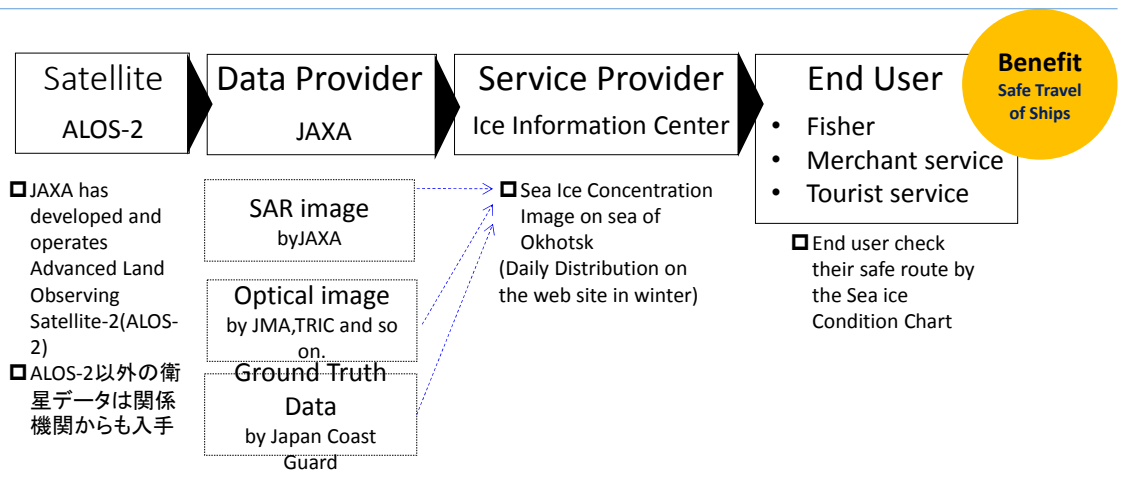 Satellite
ALOS-2
Data Provider
JAXA
Service Provider
Ice Information Center
End User
• Fisher
• Merchant service
• Tourist service
Benefit
Safe Travel
of Ships
JAXA has
developed and
operates
Advanced Land
Observing
Satellite-2(ALOS-
2)
ALOS-2以外の衛
星データは関係
機関からも入手
SAR image
byJAXA
Optical image
by JMA,TRIC and so
on.
Ground Truth
Data
by Japan Coast
Guard
Sea Ice Concentration
Image on sea of
Okhotsk
(Daily Distribution on
the web site in winter)
End user check
their safe route by
the Sea ice
Condition Chart